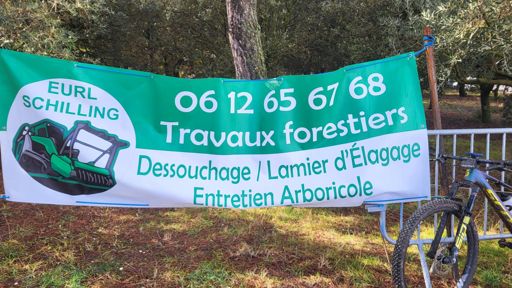 EURL
SCHILLING
06 12 65 67 68
Travaux forestiers
Dessouchage / Lamier d'Élagage
Entretien Arboricole